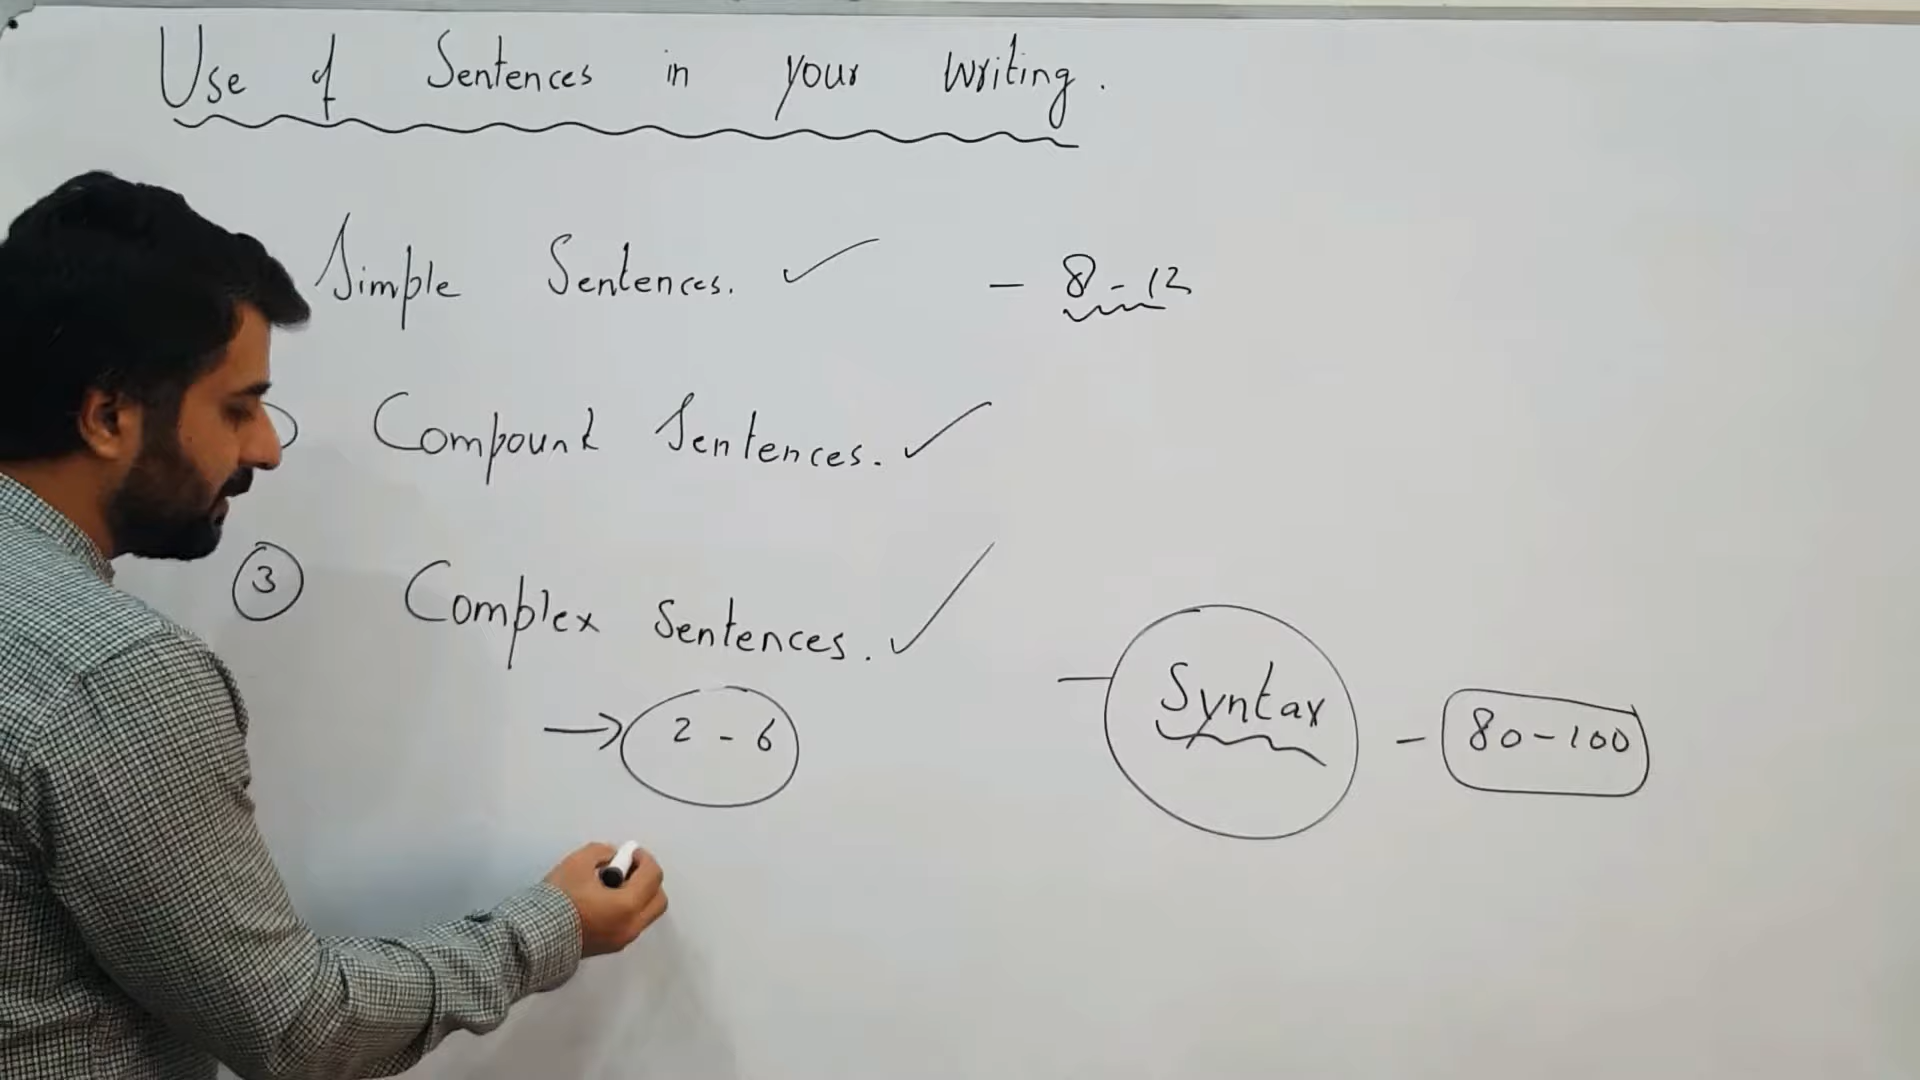 Use of Sentences in your Writing.
Simple Sentences. ✓ - 8-12
Compound Sentences. ✓
3 Complex Sentences. ✓
→ 2-6
- Syntax - 80-100